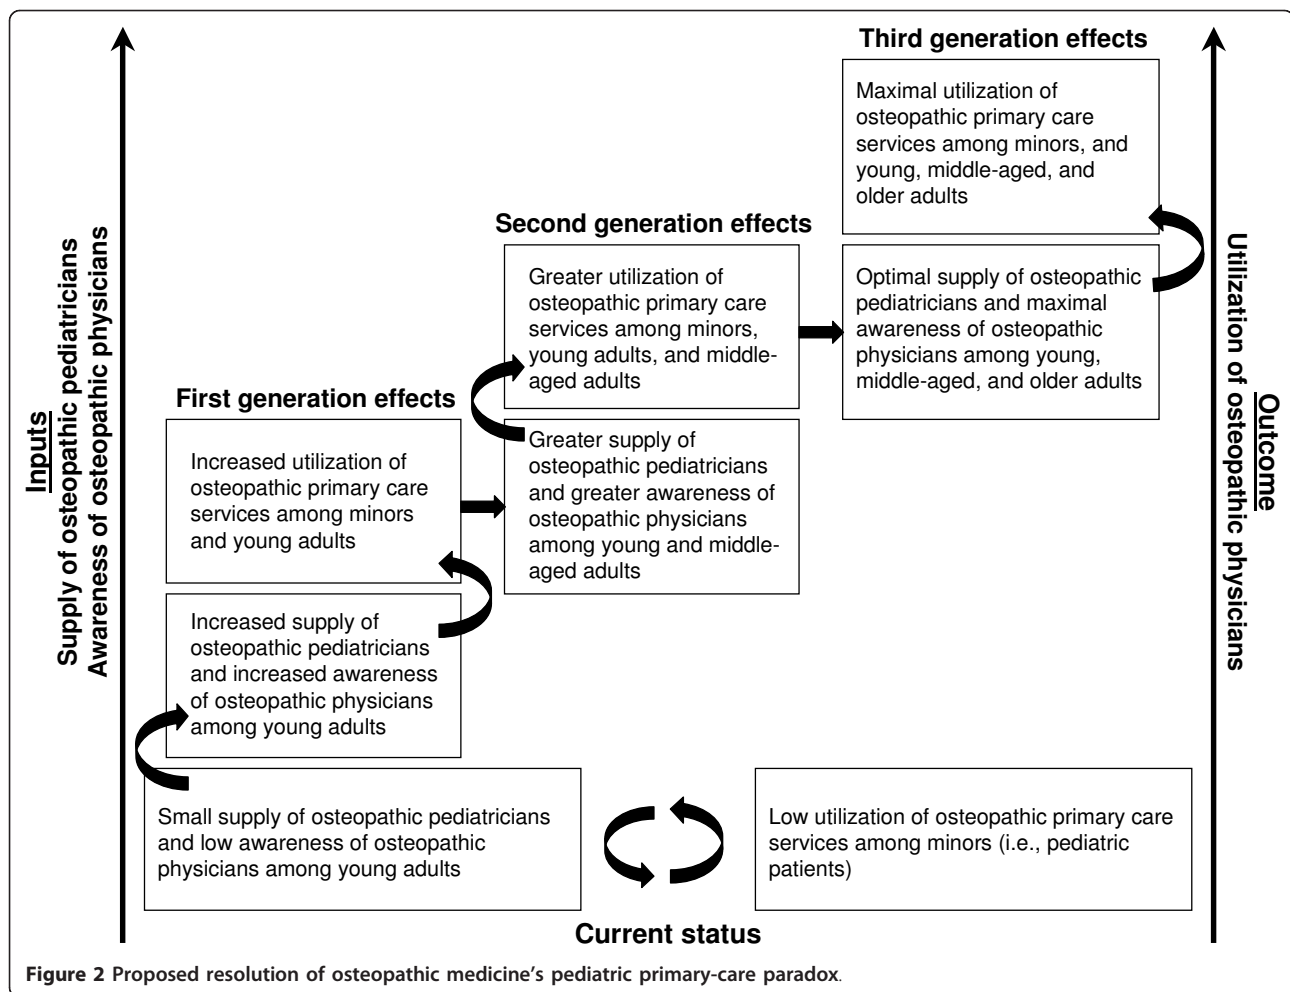 Third generation effects
Maximal utilization of
osteopathic primary care
services among minors, and
young, middle-aged, and
older adults
Second generation effects
Greater utilization of
osteopathic primary care
services among minors,
young adults, and middle-
aged adults
Optimal supply of osteopathic
pediatricians and maximal
awareness of osteopathic
physicians among young,
middle-aged, and older adults
First generation effects
Increased utilization of
osteopathic primary care
services among minors
and young adults
Greater supply of
osteopathic pediatricians
and greater awareness of
osteopathic physicians
among young and middle-
aged adults
Increased supply of
osteopathic pediatricians
and increased awareness
of osteopathic physicians
among young adults
Small supply of osteopathic pediatricians
and low awareness of osteopathic
physicians among young adults
Low utilization of osteopathic primary care
services among minors (i.e., pediatric
patients)
Current status
Inputs
Supply of osteopathic pediatricians
Awareness of osteopathic physicians
Outcome
Utilization of osteopathic physicians
Figure 2 Proposed resolution of osteopathic medicine's pediatric primary-care paradox.